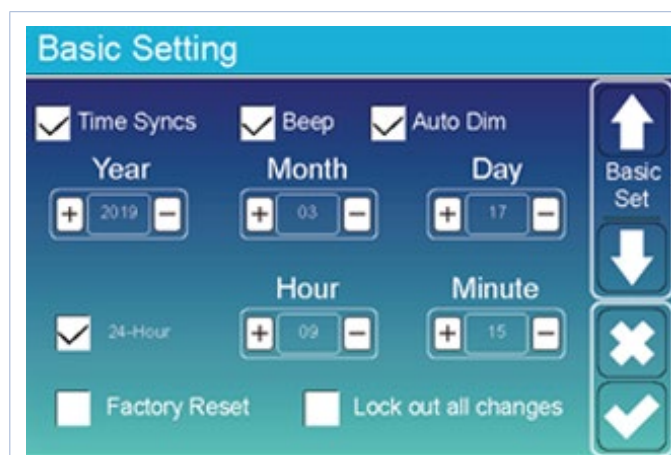 Basic Setting
Time Syncs Beep Auto Dim
Year Month Day
+ 2019 - + 03 - + 17 -
Basic
Set
Hour Minute
24-Hour + 09 - + 15 -
Factory Reset Lock out all changes